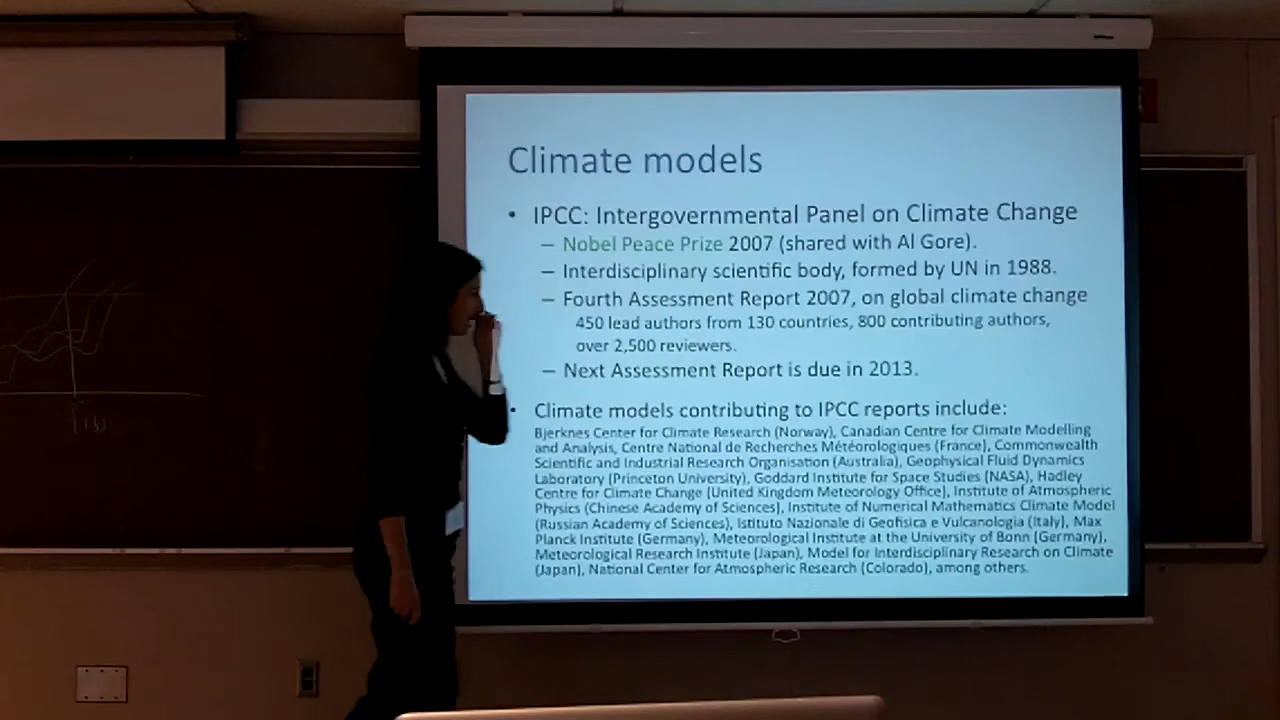 Climate models
• IPCC: Intergovernmental Panel on Climate Change
– Nobel Peace Prize 2007 (shared with Al Gore).
– Interdisciplinary scientific body, formed by UN in 1988.
– Fourth Assessment Report 2007, on global climate change
450 lead authors from 130 countries, 800 contributing authors,
over 2,500 reviewers.
– Next Assessment Report is due in 2013.
• Climate models contributing to IPCC reports include:
Bjerknes Center for Climate Research (Norway), Canadian Centre for Climate Modelling
and Analysis, Centre National de Recherches Météorologiques (France), Commonwealth
Scientific and Industrial Research Organisation (Australia), Geophysical Fluid Dynamics
Laboratory (Princeton University), Goddard Institute for Space Studies (NASA), Hadley
Centre for Climate Change (United Kingdom Meteorology Office), Institute of Atmospheric
Physics (Chinese Academy of Sciences), Institute of Numerical Mathematics Climate Model
(Russian Academy of Sciences), Istituto Nazionale di Geofisica e Vulcanologia (Italy), Max
Planck Institute (Germany), Meteorological Institute at the University of Bonn (Germany),
Meteorological Research Institute (Japan), Model for Interdisciplinary Research on Climate
(Japan), National Center for Atmospheric Research (Colorado), among others.